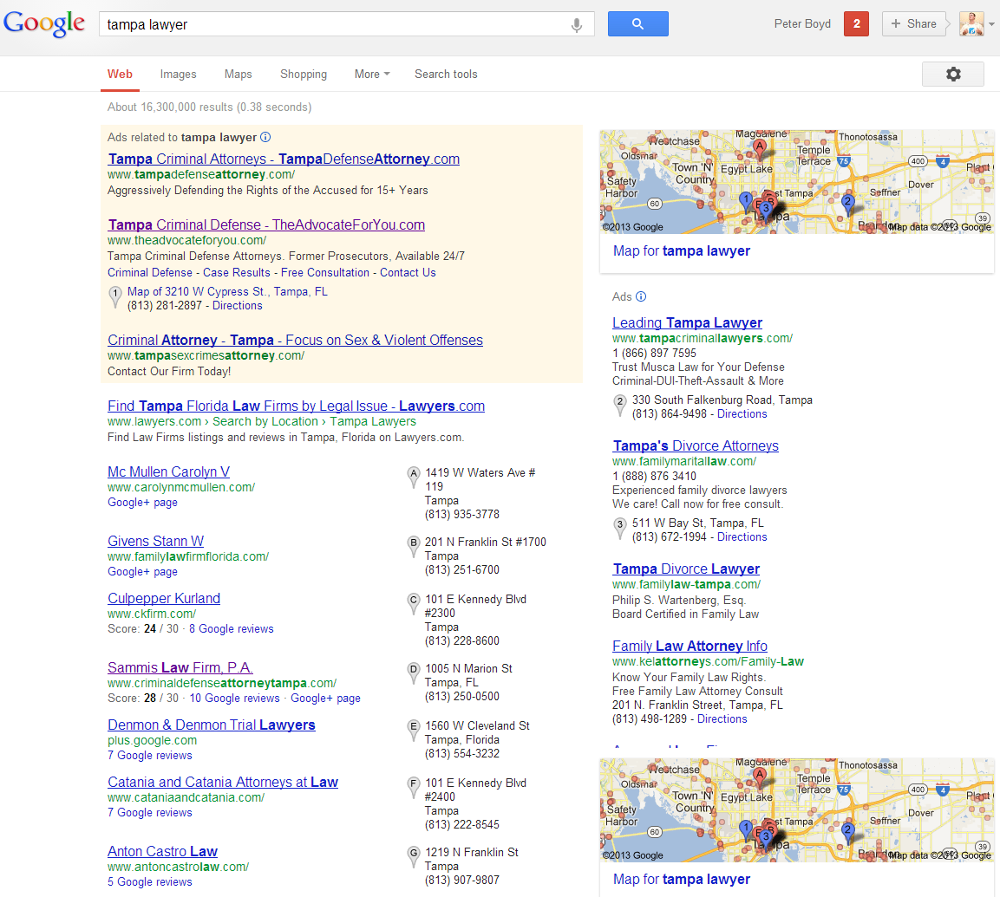 Google
tampa lawyer
Peter Boyd
2
+ Share
Web
Images
Maps
Shopping
More
Search tools
About 16,300,000 results (0.38 seconds)
Ads related to tampa lawyer
Tampa Criminal Attorneys - TampaDefenseAttorney.com
www.tampadefenseattorney.com/
Aggressively Defending the Rights of the Accused for 15+ Years
Tampa Criminal Defense - TheAdvocateForYou.com
www.theadvocateforyou.com/
Tampa Criminal Defense Attorneys. Former Prosecutors, Available 24/7
Criminal Defense - Case Results - Free Consultation - Contact Us
1
Map of 3210 W Cypress St., Tampa, FL
(813) 281-2897 - Directions
Criminal Attorney - Tampa - Focus on Sex & Violent Offenses
www.tampasexcrimesattorney.com/
Contact Our Firm Today!
Find Tampa Florida Law Firms by Legal Issue - Lawyers.com
www.lawyers.com › Search by Location › Tampa Lawyers
Find Law Firms listings and reviews in Tampa, Florida on Lawyers.com.
Mc Mullen Carolyn V
www.carolynmcmullen.com/
Google+ page
A
1419 W Waters Ave #
119
Tampa
(813) 935-3778
Givens Stann W
www.familylawfirmflorida.com/
Google+ page
B
201 N Franklin St #1700
Tampa
(813) 251-6700
Culpepper Kurland
www.ckfirm.com/
Score: 24 / 30 · 8 Google reviews
C
101 E Kennedy Blvd
#2300
Tampa
(813) 228-8600
Sammis Law Firm, P.A.
www.criminaldefenseattorneytampa.com/
Score: 28 / 30 · 10 Google reviews · Google+ page
D
1005 N Marion St
Tampa, FL
(813) 250-0500
Denmon & Denmon Trial Lawyers
plus.google.com
7 Google reviews
E
1560 W Cleveland St
Tampa, Florida
(813) 554-3232
Catania and Catania Attorneys at Law
www.cataniaandcatania.com/
7 Google reviews
F
101 E Kennedy Blvd
#2400
Tampa
(813) 222-8545
Anton Castro Law
www.antoncastrolaw.com/
5 Google reviews
G
1219 N Franklin St
Tampa
(813) 907-9807
Westchase
Magdalene
Thonotosassa
Oldsmar
A
Temple
Terrace
75
400
4
Plant
Town 'N'
Country
Egypt Lake
Safety
Harbor
Dover
Seffner
60
1
E
B
3
East Tampa
2
Tampa
39
©2013 Google
Map data ©2013 Google
Map for tampa lawyer
Ads
Leading Tampa Lawyer
www.tampacriminallawyers.com/
1 (866) 897 7595
Trust Musca Law for Your Defense
Criminal-DUI-Theft-Assault & More
2
330 South Falkenburg Road, Tampa
(813) 864-9498 - Directions
Tampa's Divorce Attorneys
www.familymaritallaw.com/
1 (888) 876 3410
Experienced family divorce lawyers
We care! Call now for free consult.
3
511 W Bay St, Tampa, FL
(813) 672-1994 - Directions
Tampa Divorce Lawyer
www.familylaw-tampa.com/
Philip S. Wartenberg, Esq.
Board Certified in Family Law
Family Law Attorney Info
www.kelattorneys.com/Family-Law
Know Your Family Law Rights.
Free Family Law Attorney Consult
201 N. Franklin Street, Tampa, FL
(813) 498-1289 - Directions
Westchase
Magdalene
Thonotosassa
Oldsmar
A
Temple
Terrace
75
400
4
Plant
Town 'N'
Country
Egypt Lake
Safety
Harbor
Dover
Seffner
60
1
E
B
3
East Tampa
2
Tampa
39
©2013 Google
Map data ©2013 Google
Map for tampa lawyer